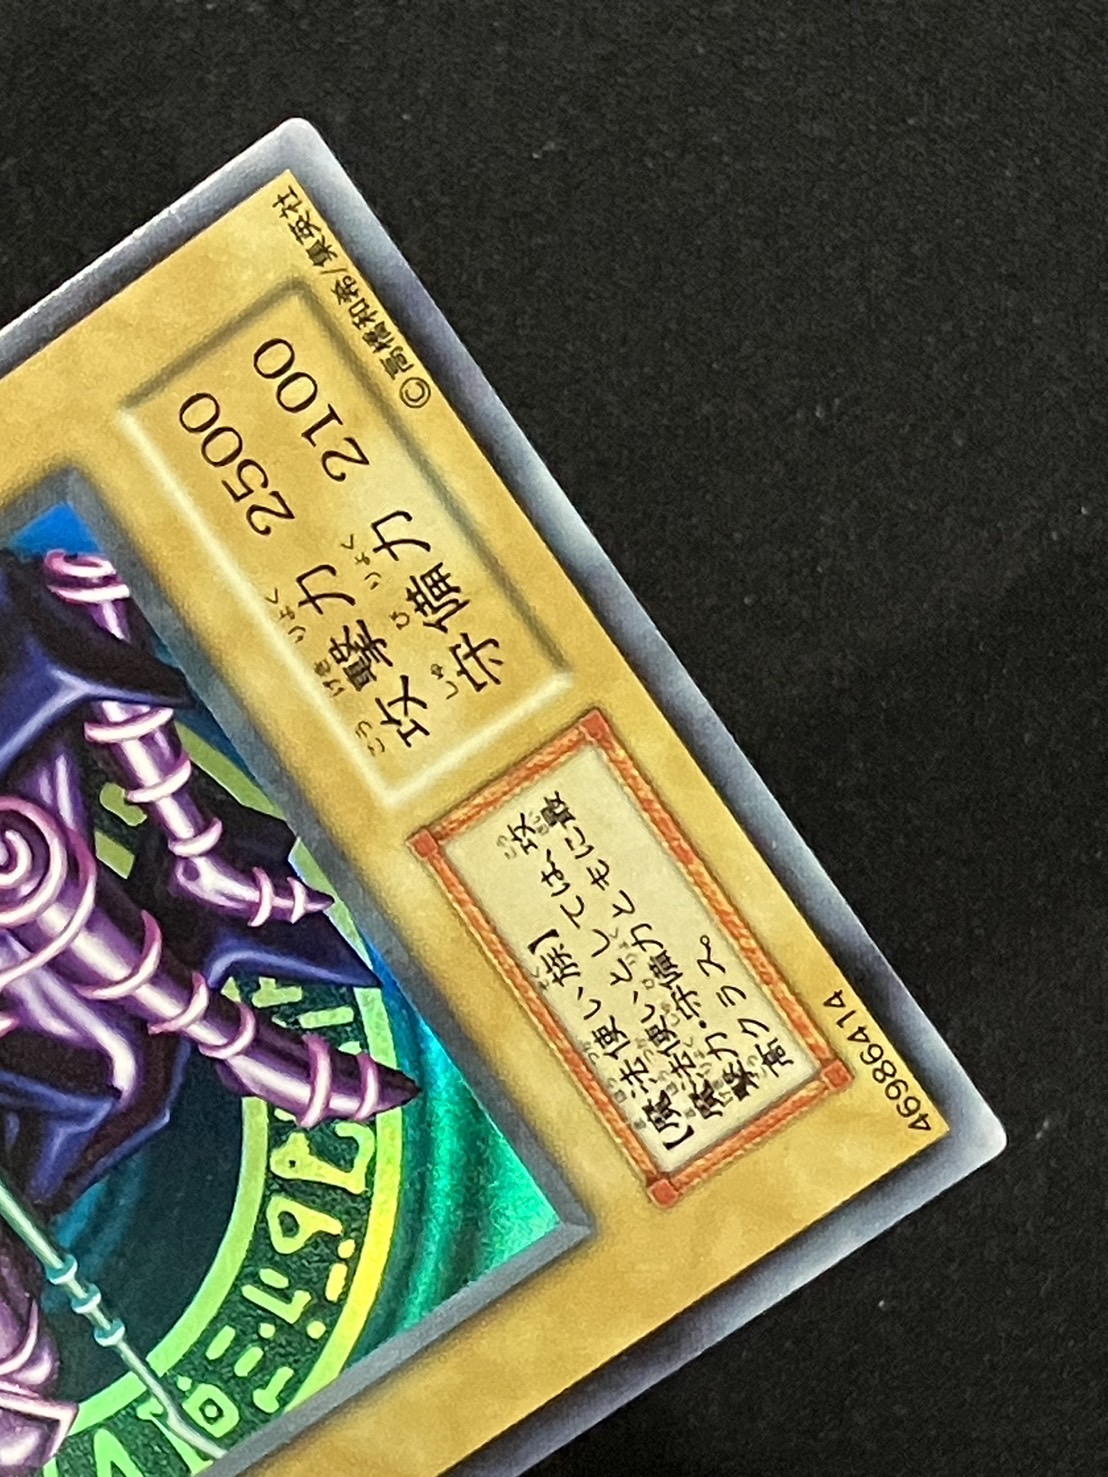 攻撃力 2500
守備力 2100
【魔法使い族】
魔法使いとしては、攻
撃力・守備力ともに最
高クラス。
46986414
©高橋和希/集英社